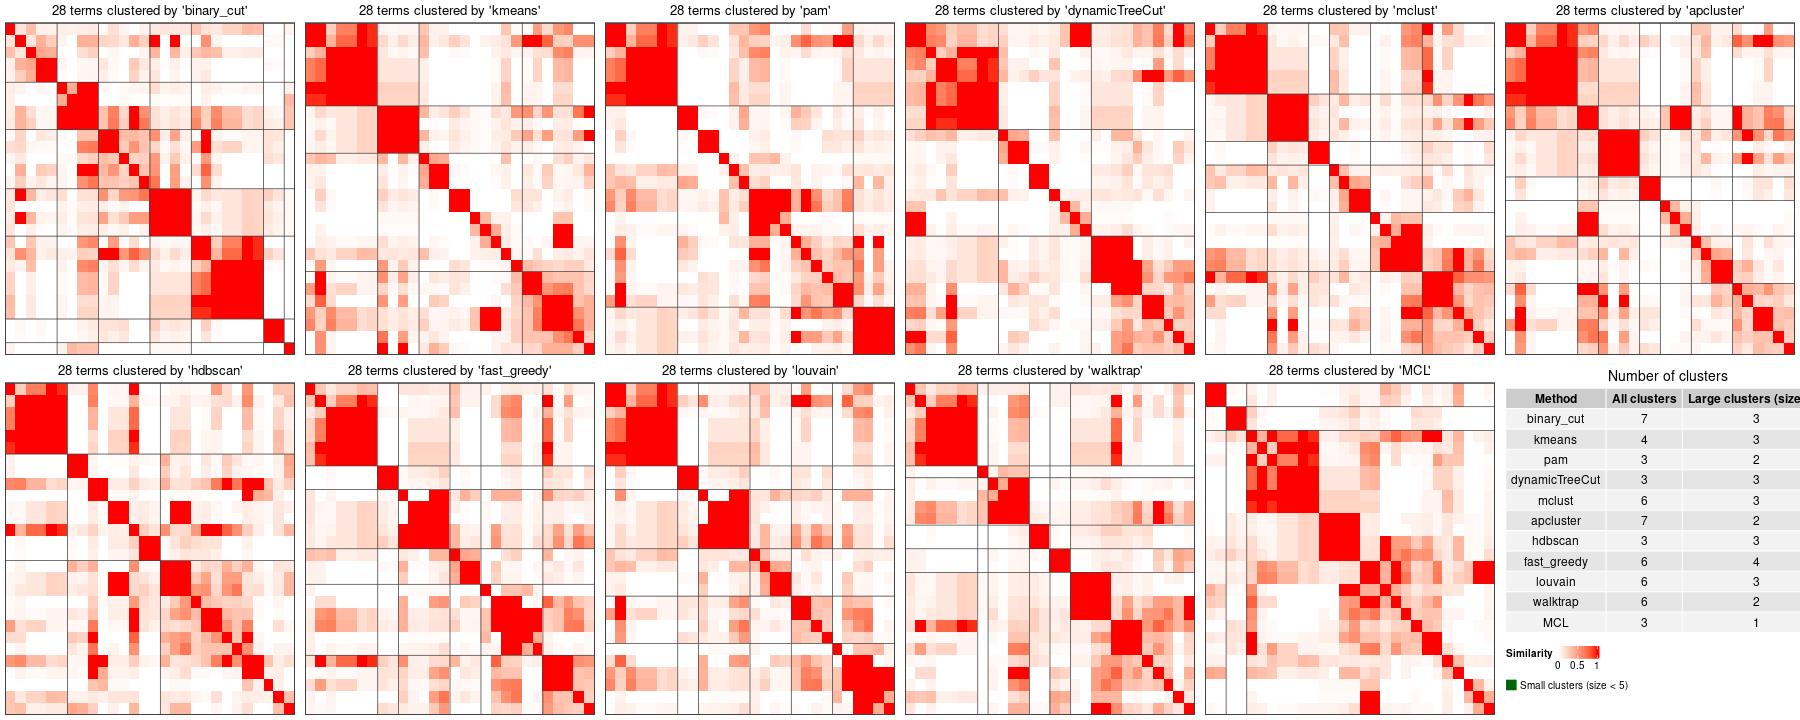 28 terms clustered by 'binary_cut'
28 terms clustered by 'kmeans'
28 terms clustered by 'pam'
28 terms clustered by 'dynamicTreeCut'
28 terms clustered by 'mclust'
28 terms clustered by 'apcluster'
28 terms clustered by 'hdbscan'
28 terms clustered by 'fast_greedy'
28 terms clustered by 'louvain'
28 terms clustered by 'walktrap'
28 terms clustered by 'MCL'
Number of clusters
Method All clusters Large clusters (size
binary_cut 7 3
kmeans 4 3
pam 3 2
dynamicTreeCut 3 3
mclust 6 3
apcluster 7 2
hdbscan 3 3
fast_greedy 6 4
louvain 6 3
walktrap 6 2
MCL 3 1
Similarity
0 0.5 1
Small clusters (size < 5)